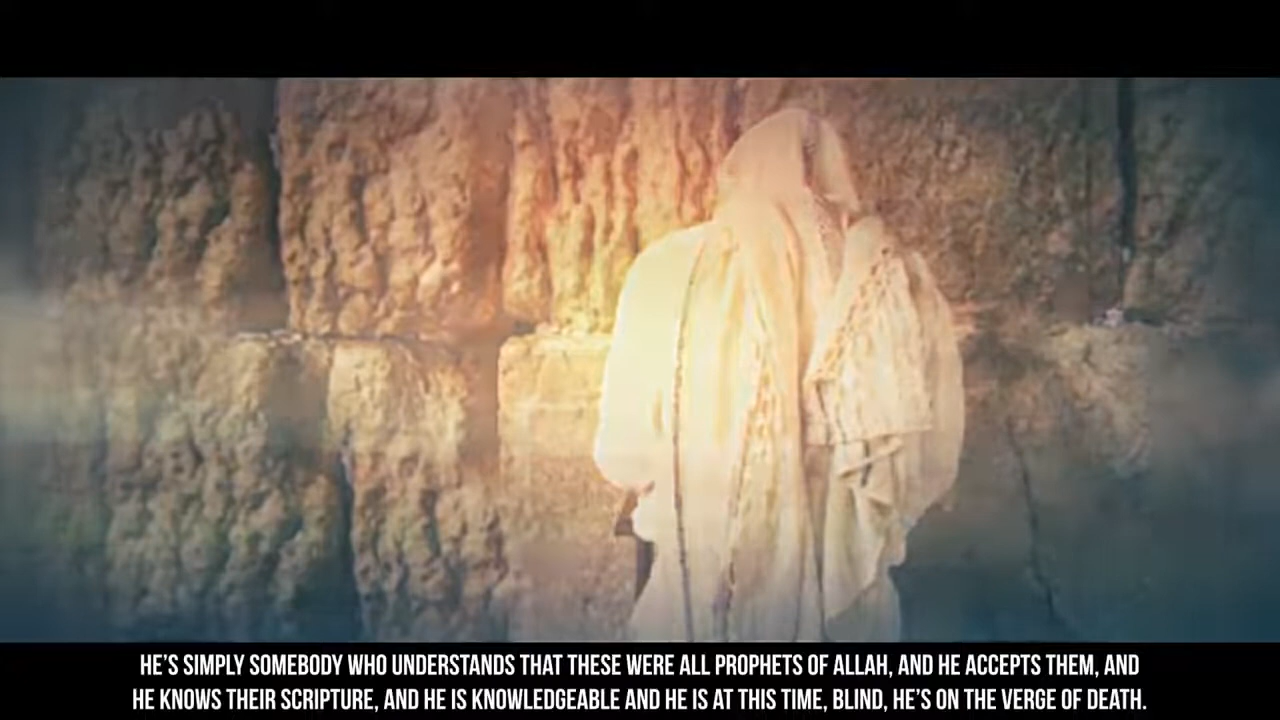 HE'S SIMPLY SOMEBODY WHO UNDERSTANDS THAT THESE WERE ALL PROPHETS OF ALLAH, AND HE ACCEPTS THEM, AND
HE KNOWS THEIR SCRIPTURE, AND HE IS KNOWLEDGEABLE AND HE IS AT THIS TIME, BLIND, HE'S ON THE VERGE OF DEATH.